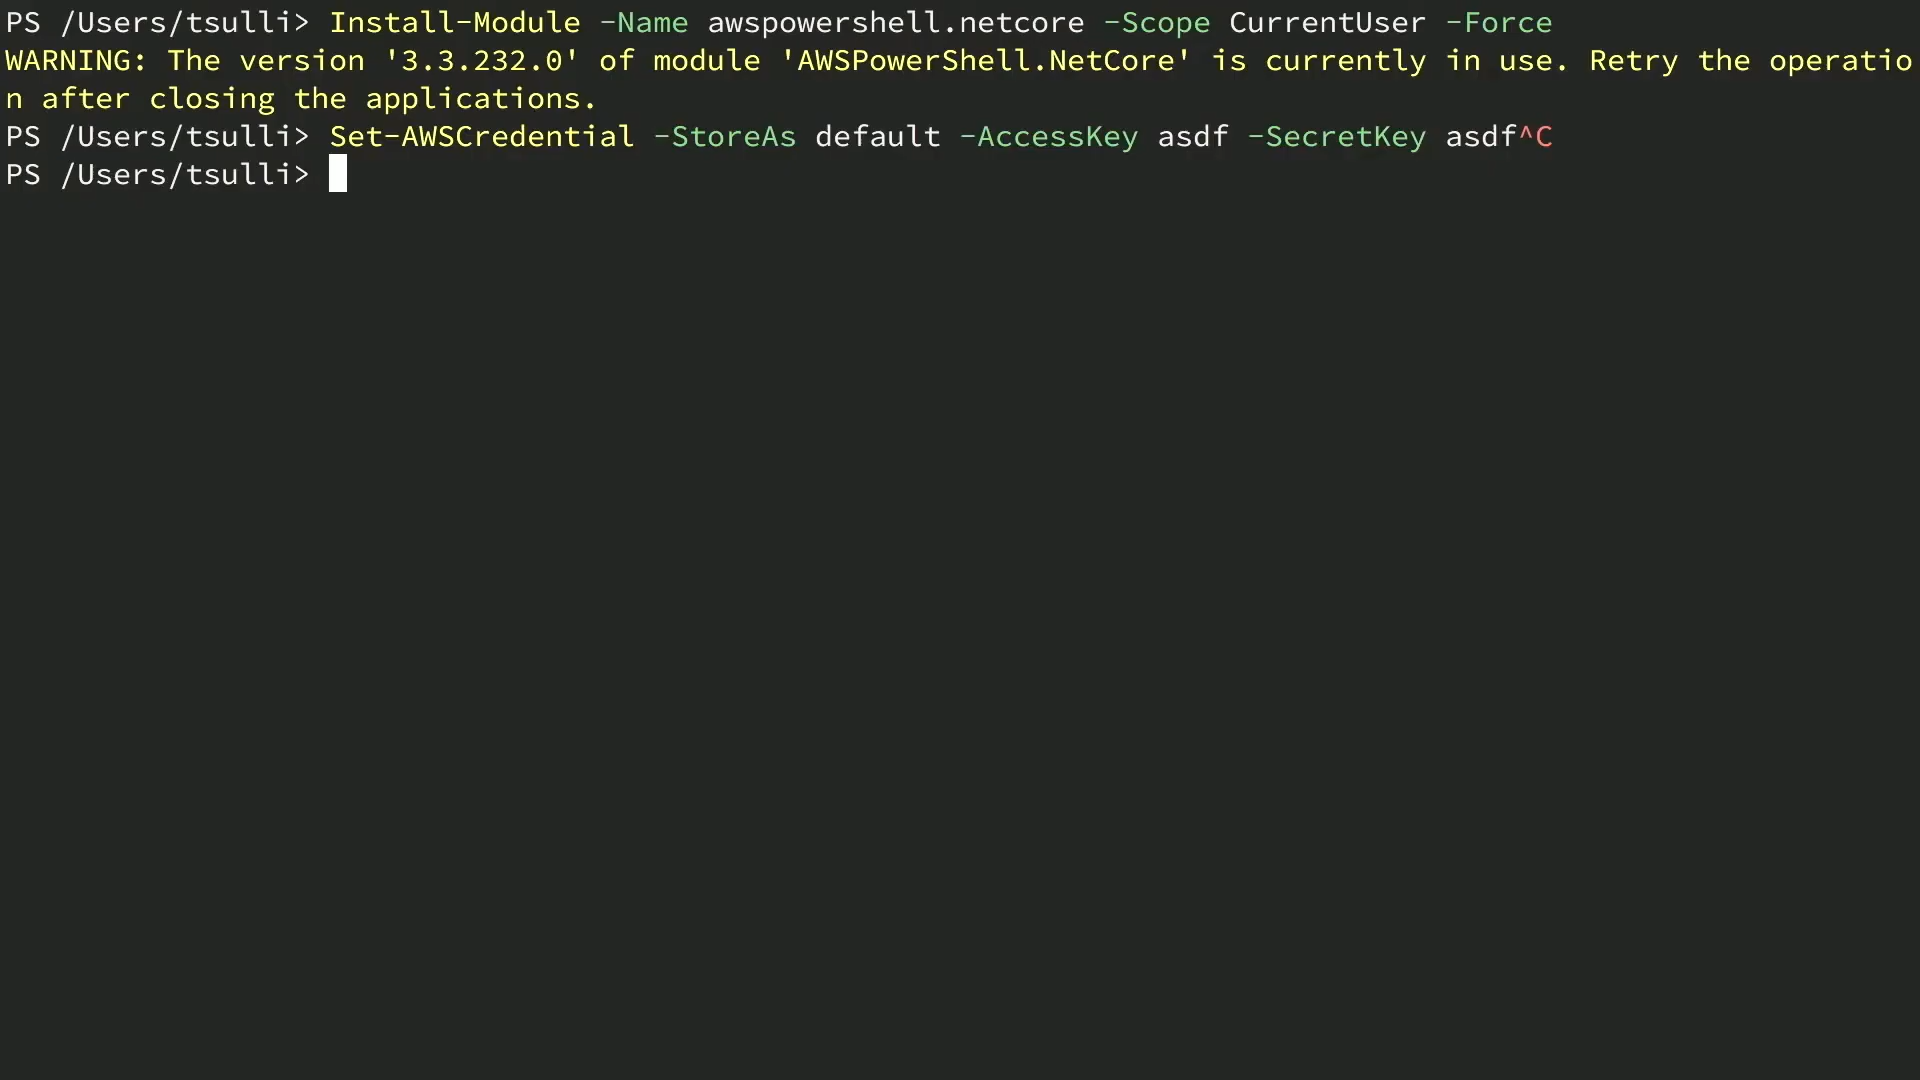 PS /Users/tsulli> Install-Module -Name awspowershell.netcore -Scope CurrentUser -Force
WARNING: The version '3.3.232.0' of module 'AWSPowerShell.NetCore' is currently in use. Retry the operatio
n after closing the applications.
PS /Users/tsulli> Set-AWSCredential -StoreAs default -AccessKey asdf -SecretKey asdf^C
PS /Users/tsulli>